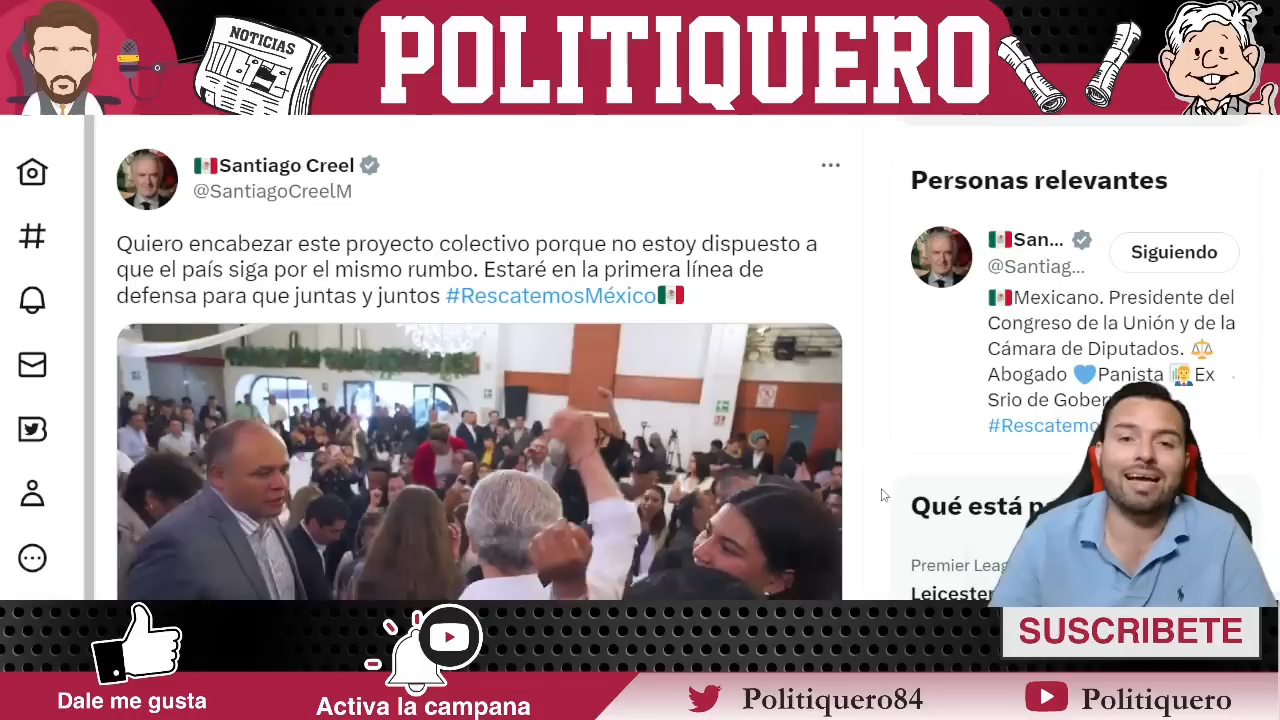 NOTICIAS
POLITIQUERO
Santiago Creel
@SantiagoCreelM
Quiero encabezar este proyecto colectivo porque no estoy dispuesto a
que el país siga por el mismo rumbo. Estaré en la primera línea de
defensa para que juntas y juntos #RescatemosMéxico
Personas relevantes
San...
@Santiag...
Siguiendo
Mexicano. Presidente del
Congreso de la Unión y de la
Cámara de Diputados.
Abogado Panista Ex
Srio de Gober
#Rescatemo
Qué está p
Premier Leag
Leicester
SUSCRIBETE
Dale me gusta
Activa la campana
Politiquero84
Politiquero